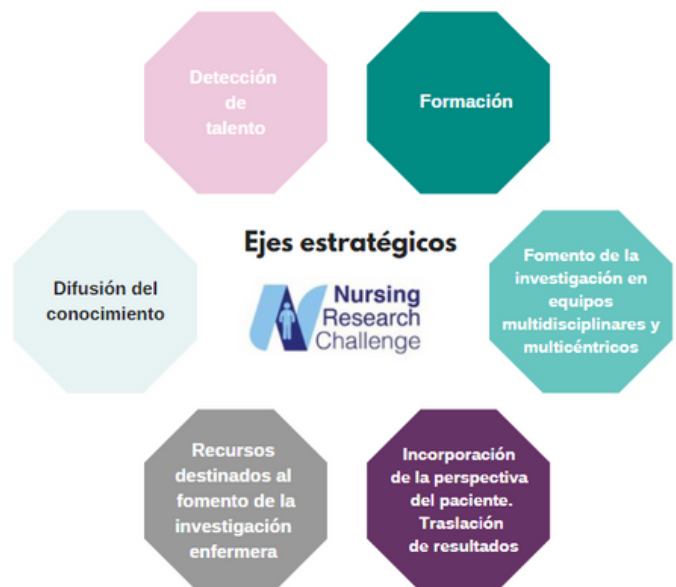 Detección
de
talento
Formación
Ejes estratégicos
Nursing
Research
Challenge
Difusión del
conocimiento
Fomento de la
investigación en
equipos
multidisciplinares y
multicéntricos
Recursos
destinados al
fomento de la
investigación
enfermera
Incorporación
de la perspectiva
del paciente.
Traslación
de resultados